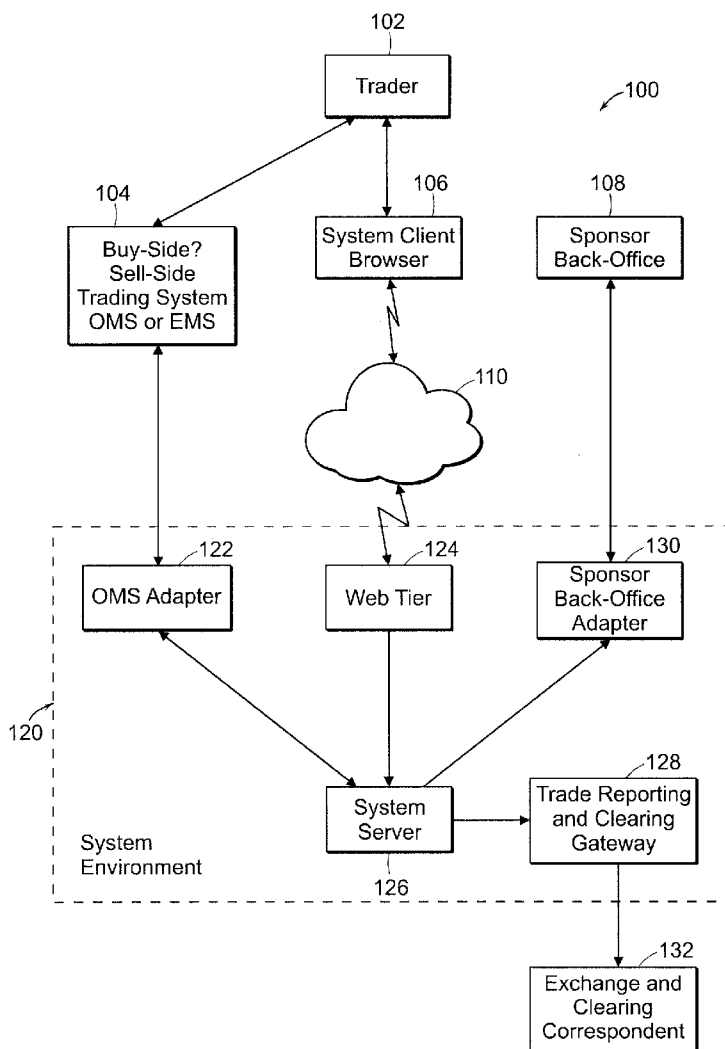 102
Trader
100
104
Buy-Side?
Sell-Side
Trading System
OMS or EMS
106
System Client
Browser
108
Sponsor
Back-Office
110
122
OMS Adapter
124
Web Tier
130
Sponsor
Back-Office
Adapter
120
System
Environment
System
Server
126
128
Trade Reporting
and Clearing
Gateway
132
Exchange and
Clearing
Correspondent